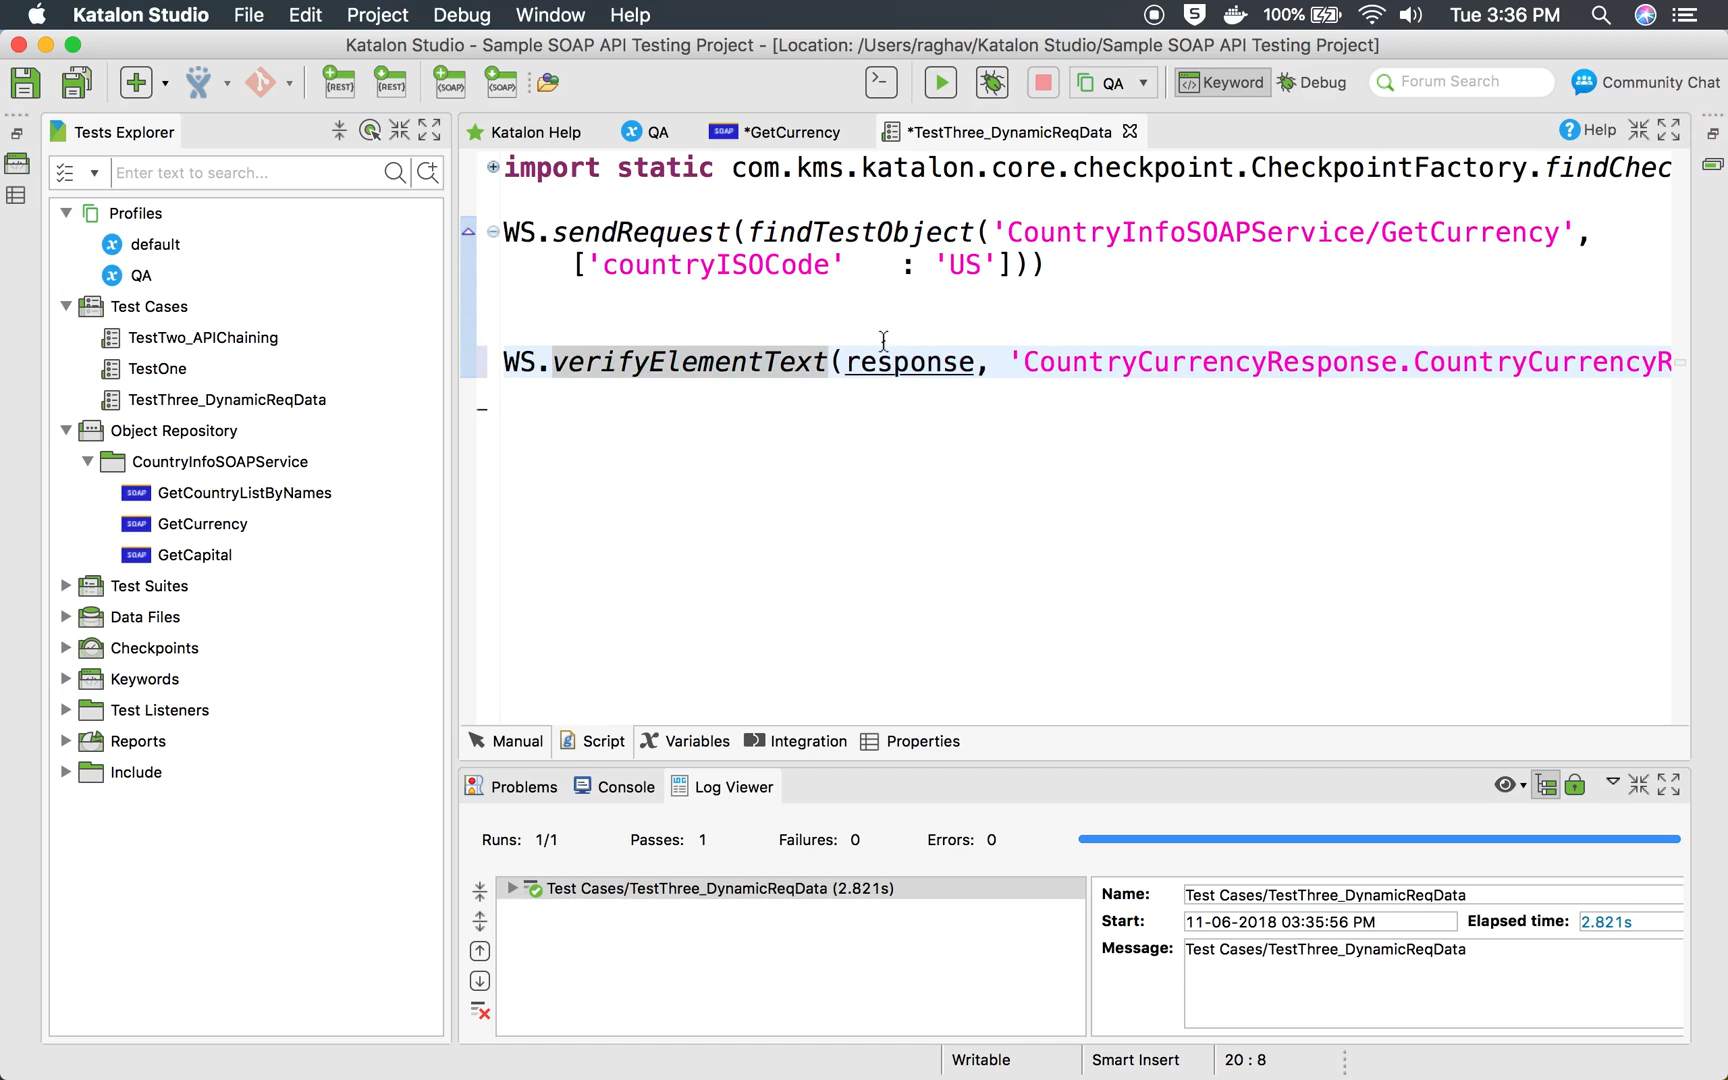 Katalon Studio File Edit Project Debug Window Help 100% Tue 3:36 PM
Katalon Studio - Sample SOAP API Testing Project - [Location: /Users/raghav/Katalon Studio/Sample SOAP API Testing Project]
{REST} {REST} {SOAP} {SOAP} QA Keyword Debug Forum Search Community Chat
Tests Explorer
Katalon Help QA *GetCurrency *TestThree_DynamicReqData Help
Enter text to search...
Profiles
default
QA
Test Cases
TestTwo_APIChaining
TestOne
TestThree_DynamicReqData
Object Repository
CountryInfoSOAPService
SOAP GetCountryListByNames
SOAP GetCurrency
SOAP GetCapital
Test Suites
Data Files
Checkpoints
Keywords
Test Listeners
Reports
Include
import static com.kms.katalon.core.checkpoint.CheckpointFactory.findChec
WS.sendRequest(findTestObject('CountryInfoSOAPService/GetCurrency',
['countryISOCode' : 'US']))
WS.verifyElementText(response, 'CountryCurrencyResponse.CountryCurrencyR
Manual Script Variables Integration Properties
Problems Console Log Viewer
Runs: 1/1 Passes: 1 Failures: 0 Errors: 0
Test Cases/TestThree_DynamicReqData (2.821s)
Name: Test Cases/TestThree_DynamicReqData
Start: 11-06-2018 03:35:56 PM Elapsed time: 2.821s
Message: Test Cases/TestThree_DynamicReqData
Writable Smart Insert 20 : 8